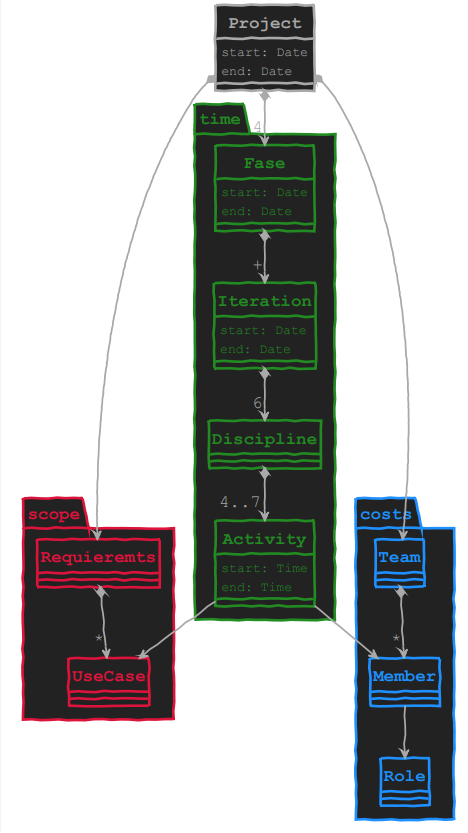 Project
start: Date
end: Date
4
time
Fase
start: Date
end: Date
+
Iteration
start: Date
end: Date
6
Discipline
4..7
scope
costs
Requieremts
Activity
start: Time
end: Time
Team
*
*
UseCase
Member
Role